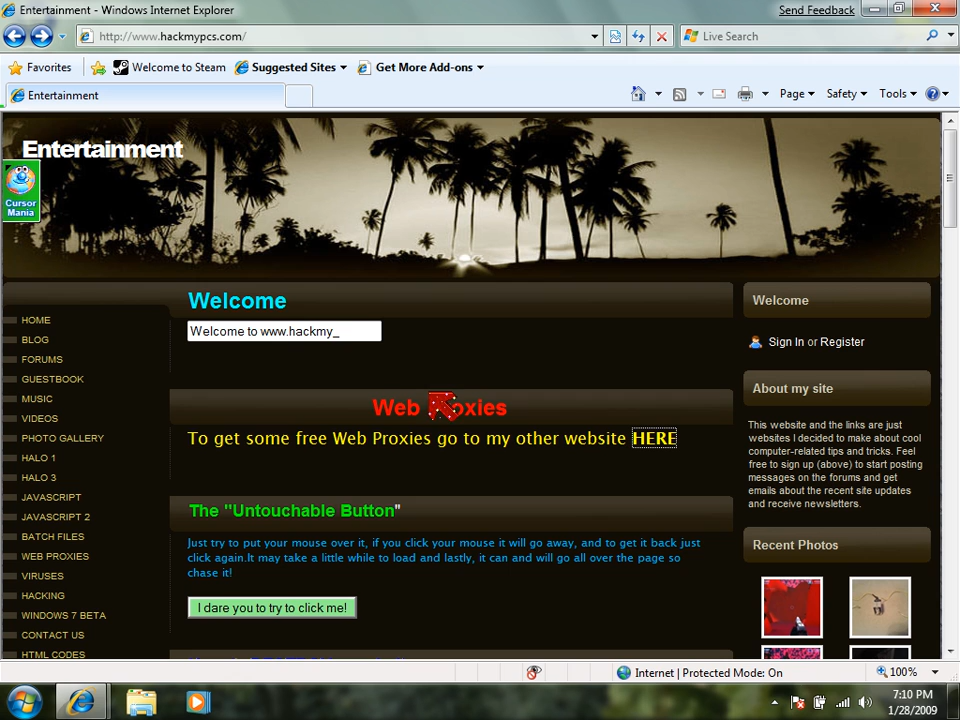 Entertainment - Windows Internet Explorer
Send Feedback
http://www.hackmypcs.com/
Live Search
Favorites
Welcome to Steam
Suggested Sites
Get More Add-ons
Entertainment
Page
Safety
Tools
Entertainment
Cursor
Mania
Welcome
Welcome to www.hackmy_
HOME
BLOG
FORUMS
GUESTBOOK
MUSIC
VIDEOS
PHOTO GALLERY
HALO 1
HALO 3
JAVASCRIPT
JAVASCRIPT 2
BATCH FILES
WEB PROXIES
VIRUSES
HACKING
WINDOWS 7 BETA
CONTACT US
HTML CODES
Web Proxies
To get some free Web Proxies go to my other website HERE
The "Untouchable Button"
Just try to put your mouse over it, if you click your mouse it will go away, and to get it back just
click again.It may take a little while to load and lastly, it can and will go all over the page so
chase it!
I dare you to try to click me!
Welcome
Sign In or Register
About my site
This website and the links are just
websites I decided to make about cool
computer-related tips and tricks. Feel
free to sign up (above) to start posting
messages on the forums and get
emails about the recent site updates
and receive newsletters.
Recent Photos
Internet | Protected Mode: On
100%
7:10 PM
1/28/2009